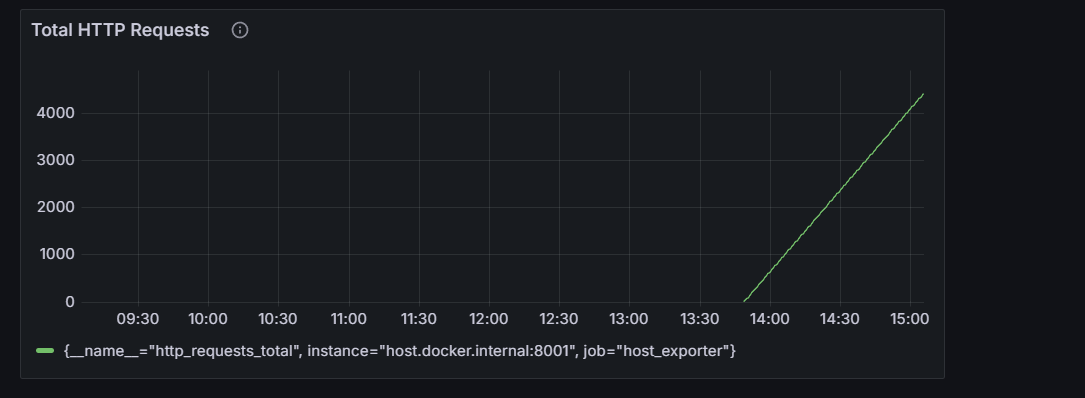 Total HTTP Requests
4000
3000
2000
1000
0
09:30 10:00 10:30 11:00 11:30 12:00 12:30 13:00 13:30 14:00 14:30 15:00
{__name__="http_requests_total", instance="host.docker.internal:8001", job="host_exporter"}